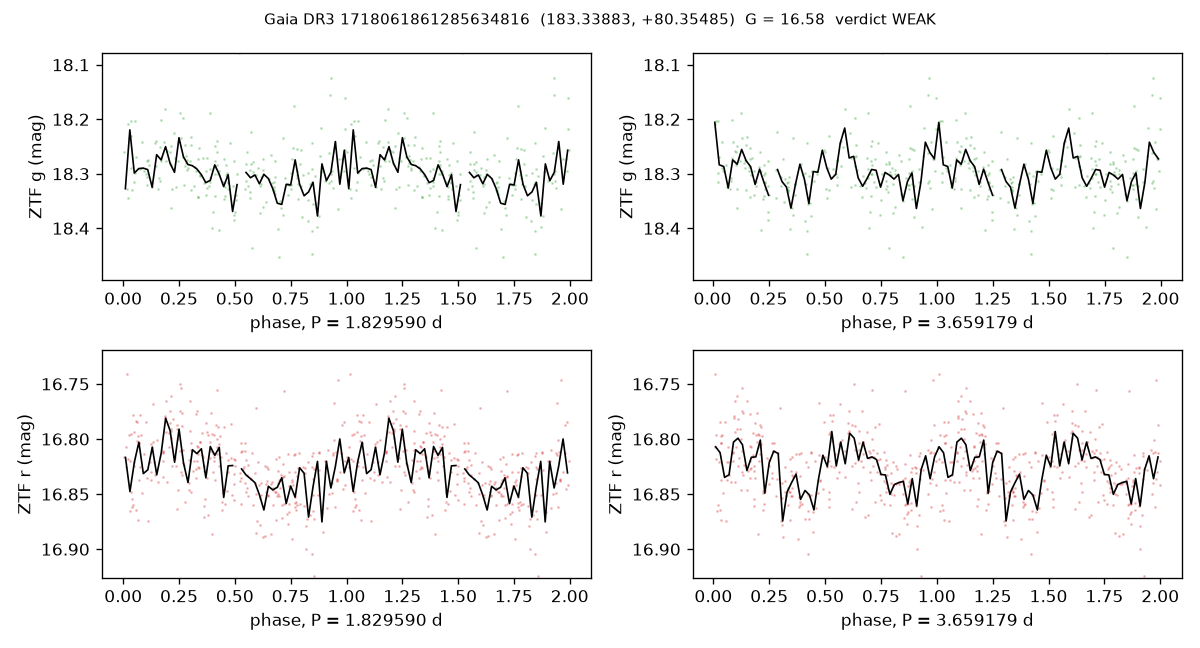 Gaia DR3 1718061861285634816  (183.33883, +80.35485)  G = 16.58  verdict WEAK
ZTF g (mag)
18.1
18.2
18.3
18.4
0.00 0.25 0.50 0.75 1.00 1.25 1.50 1.75 2.00
phase, P = 1.829590 d
ZTF g (mag)
18.1
18.2
18.3
18.4
0.00 0.25 0.50 0.75 1.00 1.25 1.50 1.75 2.00
phase, P = 3.659179 d
ZTF r (mag)
16.75
16.80
16.85
16.90
0.00 0.25 0.50 0.75 1.00 1.25 1.50 1.75 2.00
phase, P = 1.829590 d
ZTF r (mag)
16.75
16.80
16.85
16.90
0.00 0.25 0.50 0.75 1.00 1.25 1.50 1.75 2.00
phase, P = 3.659179 d